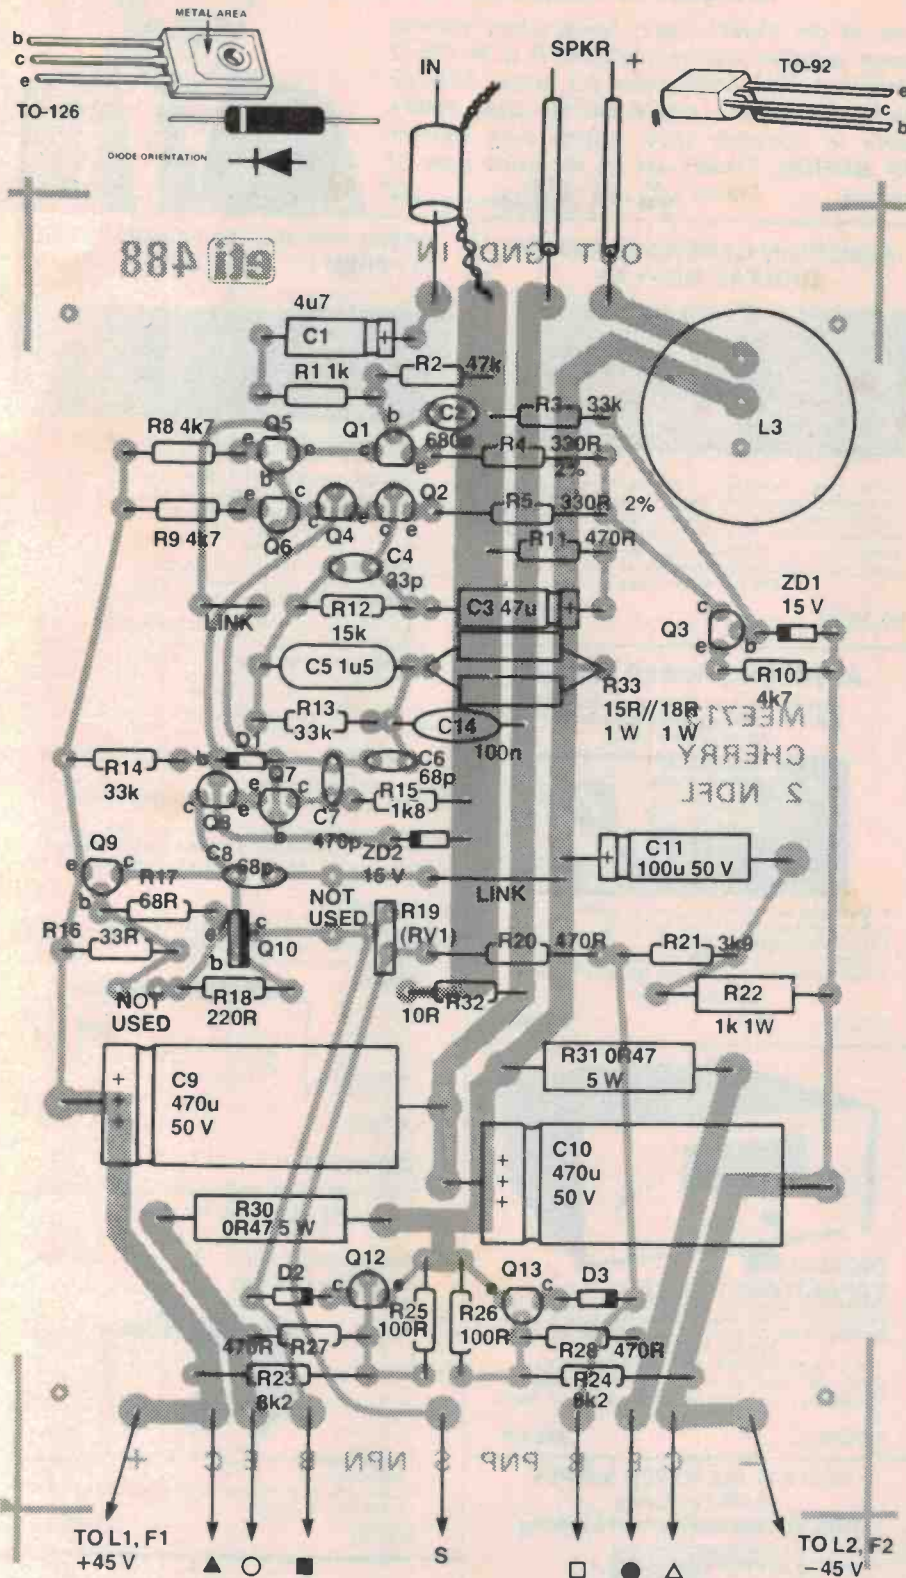 METAL AREA
b
c
e
TO-126
DIODE ORIENTATION
IN
SPKR
+
TO-92
e
c
b
eti 488
IN
GND
OUT
4u7
C1
+
R1 1k
R2 47k
C2
680p
R3 33k
L3
R8 4k7
Q5
e
c
b
Q1
b
c
e
R4 330R
2%
R9 4k7
e
c
Q6
Q4
c
e
Q2
c
e
R5 330R 2%
R11 470R
C4
33p
LINK
R12
15k
C3 47u
+
ZD1
15 V
Q3
c
e
b
R10
4k7
C5 1u5
R33
15R//18R
1 W 1 W
R13
33k
C14
100n
MEE713
CHERRY
2 NDFL
D1
b
R14
33k
C6
68p
Q7
e
c
c
Q8
C7
470p
R15
1k8
ZD2
15 V
Q9
e
c
b
C8
68p
C11
100u 50 V
+
R17
68R
NOT
USED
LINK
R16
33R
e
c
b
Q10
R19
(RV1)
R20 470R
R21 3k9
NOT
USED
R18
220R
10R
R32
R22
1k 1W
R31 0R47
5 W
C9
470u
50 V
+
+
+
C10
470u
50 V
+
+
+
R30
0R47 5 W
D2
Q12
c
Q13
c
D3
R25
100R
R26
100R
470R R27
R28 470R
R23
8k2
R24
8k2
+
C
E
B
NPN
S
PNP
B
E
C
−
TO L1, F1
+45 V
S
TO L2, F2
−45 V